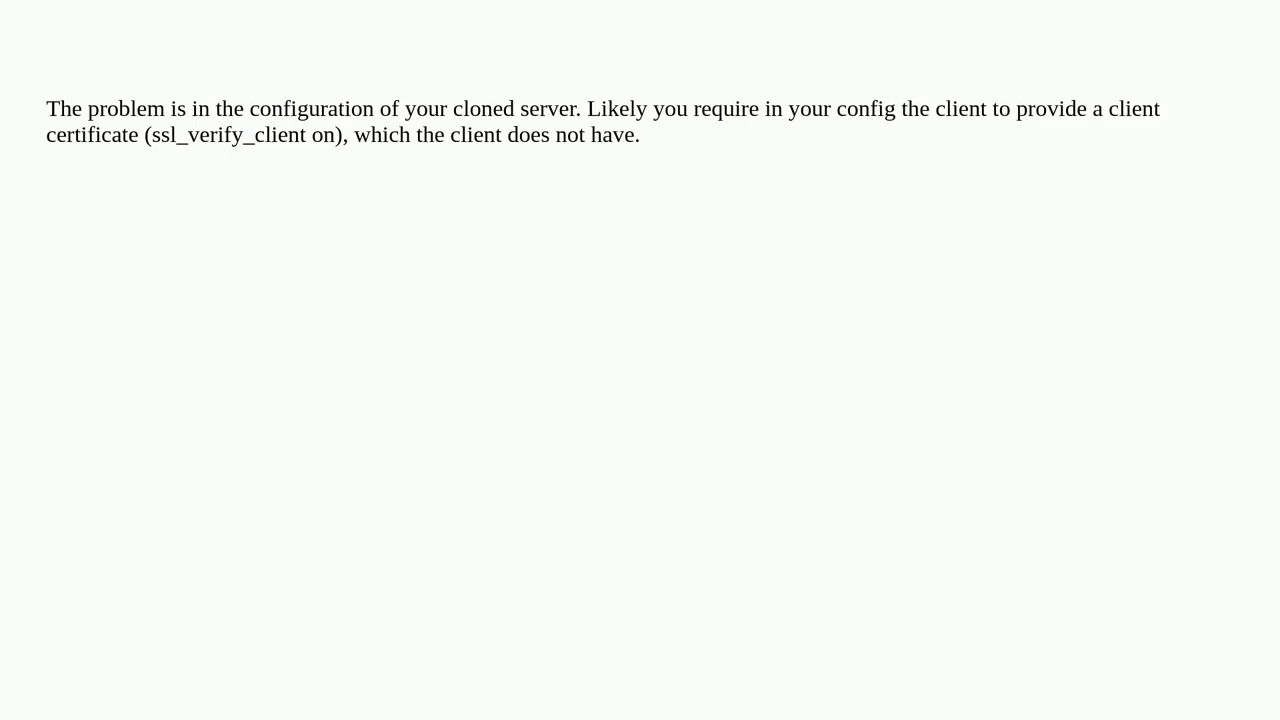 The problem is in the configuration of your cloned server. Likely you require in your config the client to provide a client
certificate (ssl_verify_client on), which the client does not have.